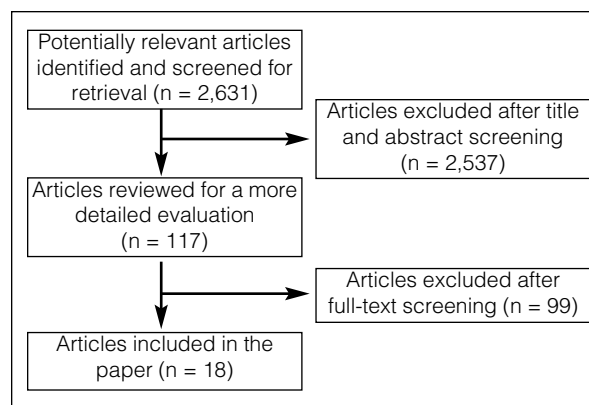 Potentially relevant articles
identified and screened for
retrieval (n = 2,631)
Articles excluded after title
and abstract screening
(n = 2,537)
Articles reviewed for a more
detailed evaluation
(n = 117)
Articles excluded after
full-text screening (n = 99)
Articles included in the
paper (n = 18)